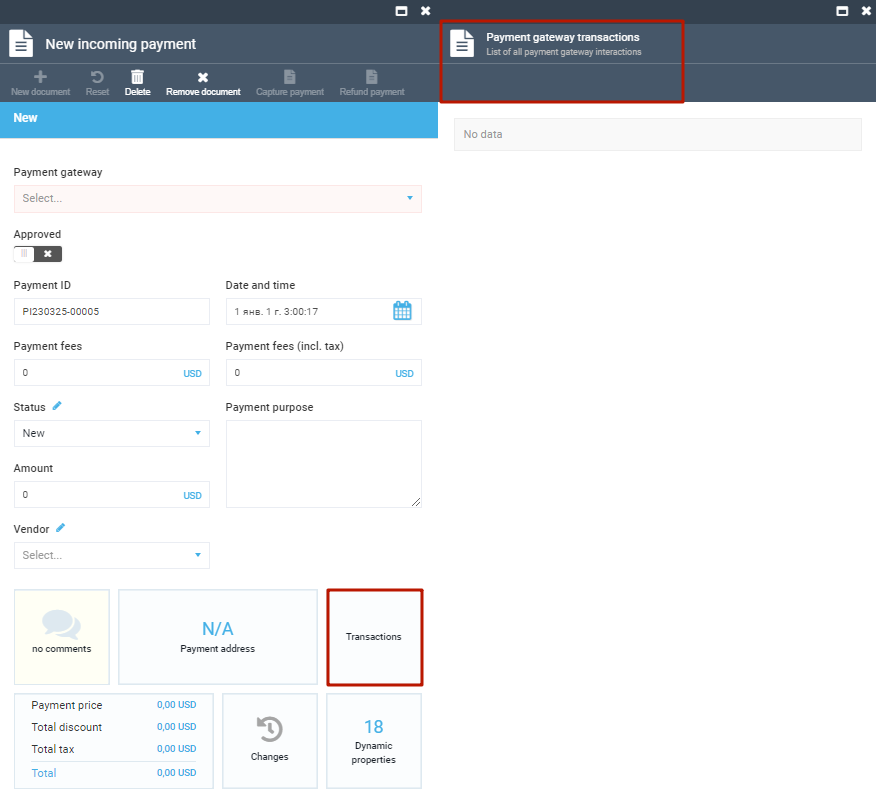 New incoming payment
New document
Reset
Delete
Remove document
Capture payment
Refund payment
New
Payment gateway
Select...
Approved
Payment ID
Date and time
PI230325-00005
1 янв. 1 г. 3:00:17
Payment fees
Payment fees (incl. tax)
0
USD
0
USD
Status
Payment purpose
New
Amount
0
USD
Vendor
Select...
no comments
N/A
Payment address
Transactions
Payment price
0,00 USD
Total discount
0,00 USD
Total tax
0,00 USD
Total
0,00 USD
Changes
18
Dynamic
properties
Payment gateway transactions
List of all payment gateway interactions
No data